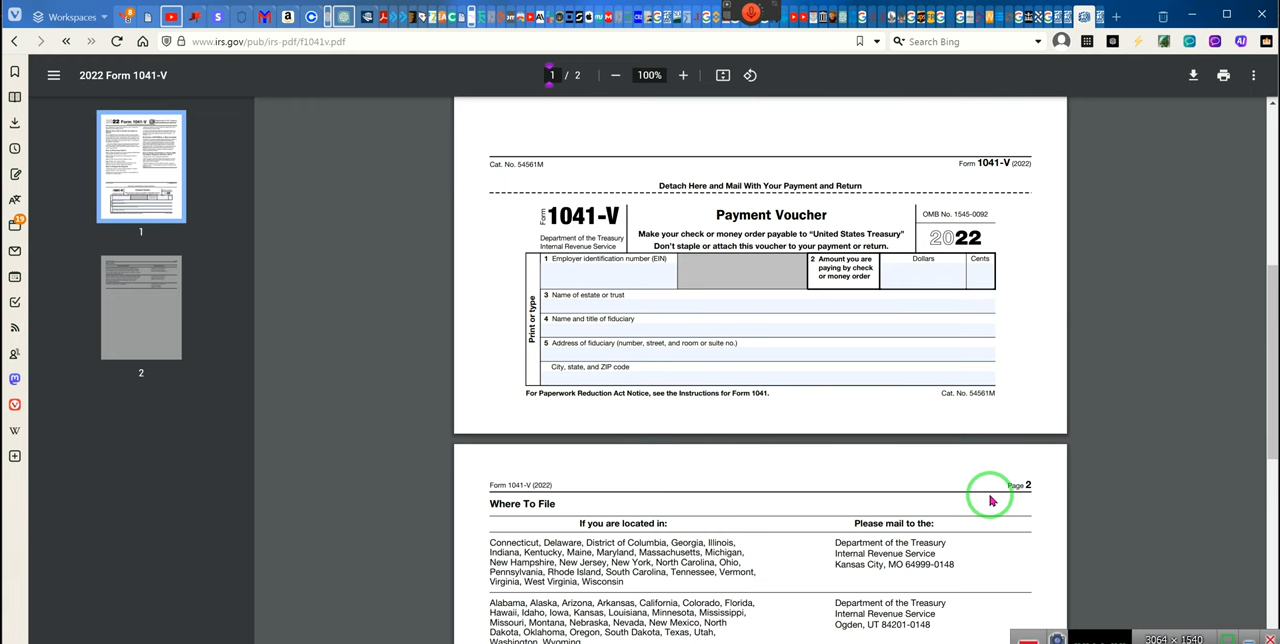 Workspaces
www.irs.gov/pub/irs-pdf/f1041v.pdf
Search Bing
2022 Form 1041-V
1 / 2
100%
1
2
Cat. No. 54561M
Form 1041-V (2022)
Detach Here and Mail With Your Payment and Return
Form 1041-V
Department of the Treasury
Internal Revenue Service
Payment Voucher
Make your check or money order payable to “United States Treasury”
Don’t staple or attach this voucher to your payment or return.
OMB No. 1545-0092
2022
Print or type
1 Employer identification number (EIN)
2 Amount you are
paying by check
or money order
Dollars
Cents
3 Name of estate or trust
4 Name and title of fiduciary
5 Address of fiduciary (number, street, and room or suite no.)
City, state, and ZIP code
For Paperwork Reduction Act Notice, see the Instructions for Form 1041.
Cat. No. 54561M
Form 1041-V (2022)
Page 2
Where To File
If you are located in:
Please mail to the:
Connecticut, Delaware, District of Columbia, Georgia, Illinois,
Indiana, Kentucky, Maine, Maryland, Massachusetts, Michigan,
New Hampshire, New Jersey, New York, North Carolina, Ohio,
Pennsylvania, Rhode Island, South Carolina, Tennessee, Vermont,
Virginia, West Virginia, Wisconsin
Department of the Treasury
Internal Revenue Service
Kansas City, MO 64999-0148
Alabama, Alaska, Arizona, Arkansas, California, Colorado, Florida,
Hawaii, Idaho, Iowa, Kansas, Louisiana, Minnesota, Mississippi,
Missouri, Montana, Nebraska, Nevada, New Mexico, North
Dakota, Oklahoma, Oregon, South Dakota, Texas, Utah,
Washington, Wyoming
Department of the Treasury
Internal Revenue Service
Ogden, UT 84201-0148
3064 x 1540